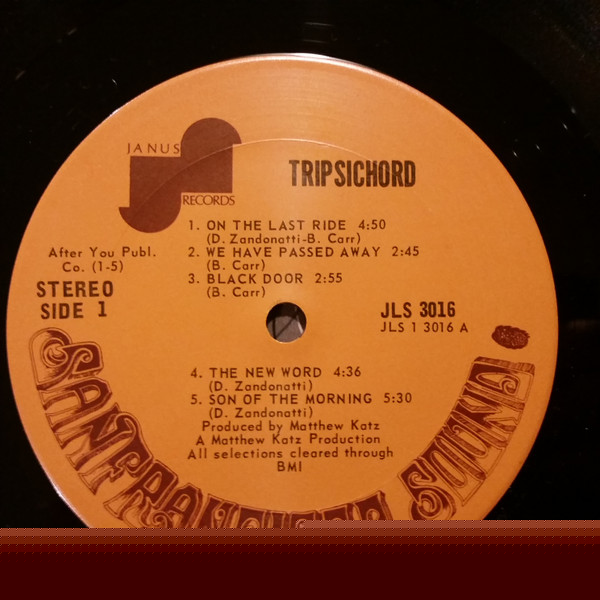 JANUS
RECORDS
TRIPSICHORD
1. ON THE LAST RIDE 4:50
(D. Zandonatti-B. Carr)
2. WE HAVE PASSED AWAY 2:45
(B. Carr)
3. BLACK DOOR 2:55
(B. Carr)
After You Publ.
Co. (1-5)
STEREO
SIDE 1
JLS 3016
JLS 1 3016 A
4. THE NEW WORD 4:36
(D. Zandonatti)
5. SON OF THE MORNING 5:30
(D. Zandonatti)
Produced by Matthew Katz
A Matthew Katz Production
All selections cleared through
BMI
SAN FRANCISCO SOUND